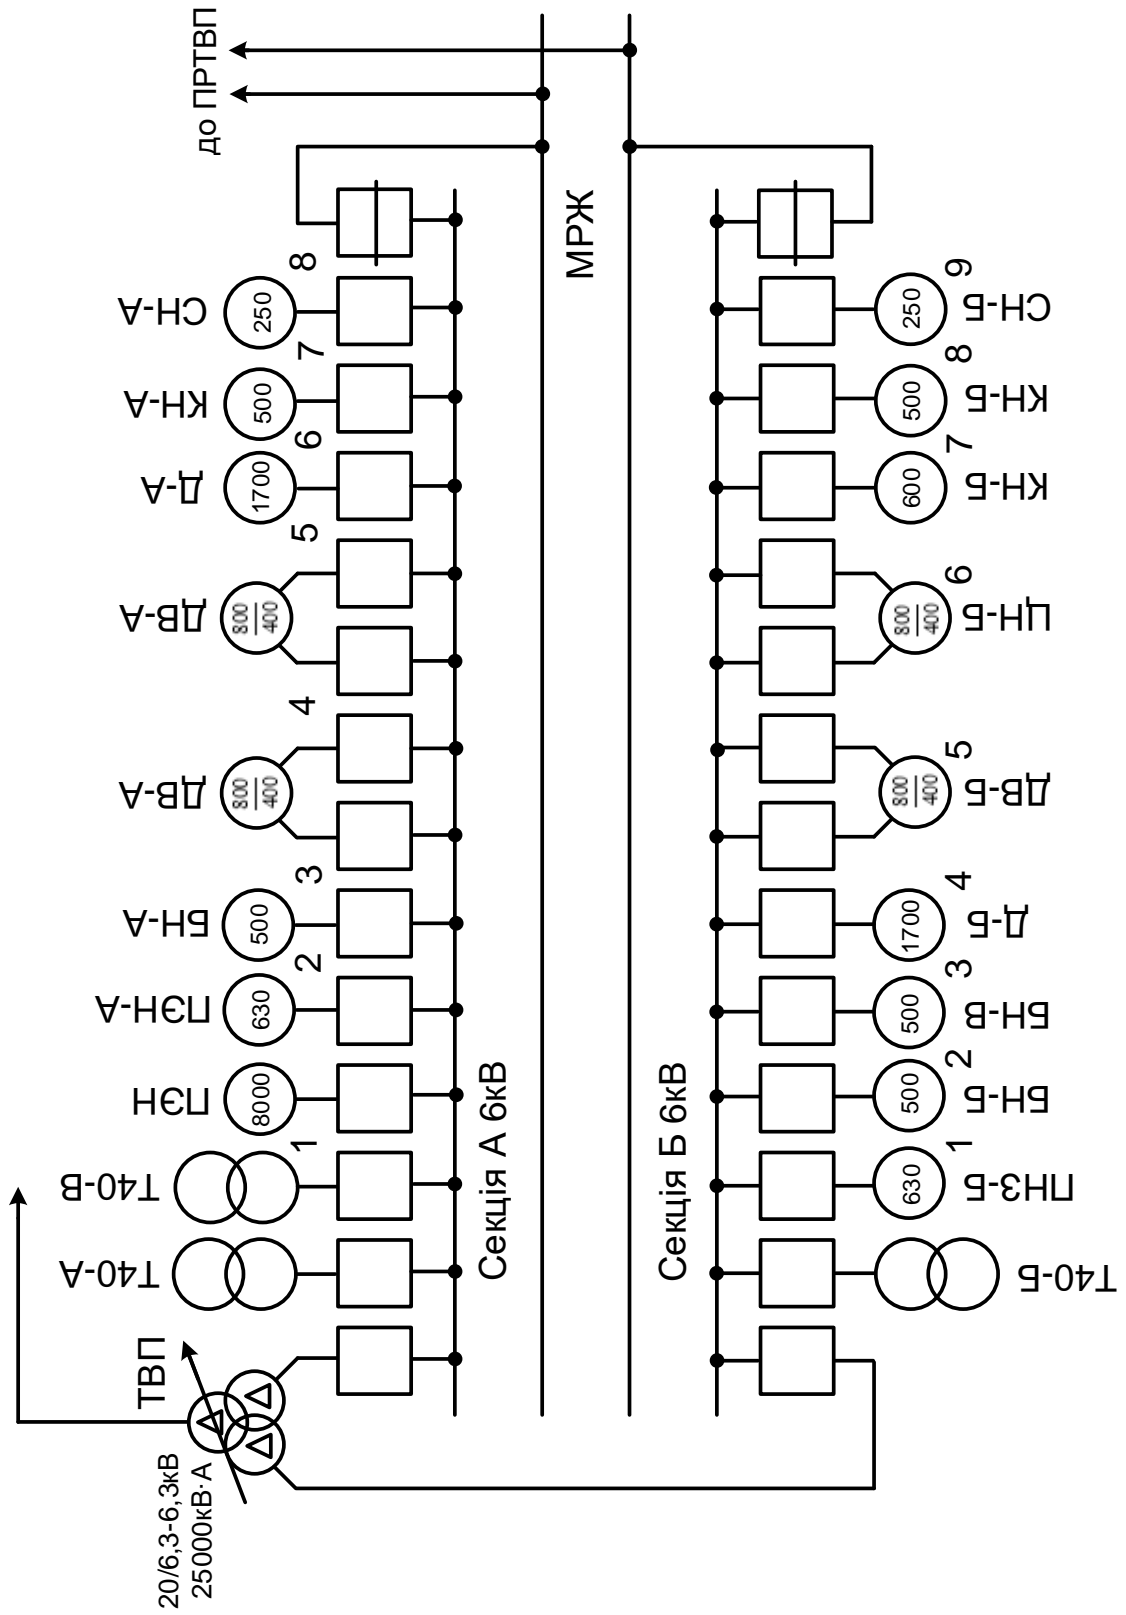 до ПРТВП
МРЖ
СН-А
250
8
КН-А
500
7
Д-А
1700
6
ДВ-А
800
400
5
ДВ-А
800
400
4
БН-А
500
3
ПЭН-А
630
2
ПЭН
8000
Т40-В
1
Т40-А
ТВП
20/6,3-6,3кВ
25000кВ·А
Секція А 6кВ
Секція Б 6кВ
СН-Б
250
9
КН-Б
500
8
КН-Б
600
7
ЦН-Б
800
400
6
ДВ-Б
800
400
5
Д-Б
1700
4
БН-В
500
3
БН-Б
500
2
ПНЗ-Б
630
1
Т40-Б